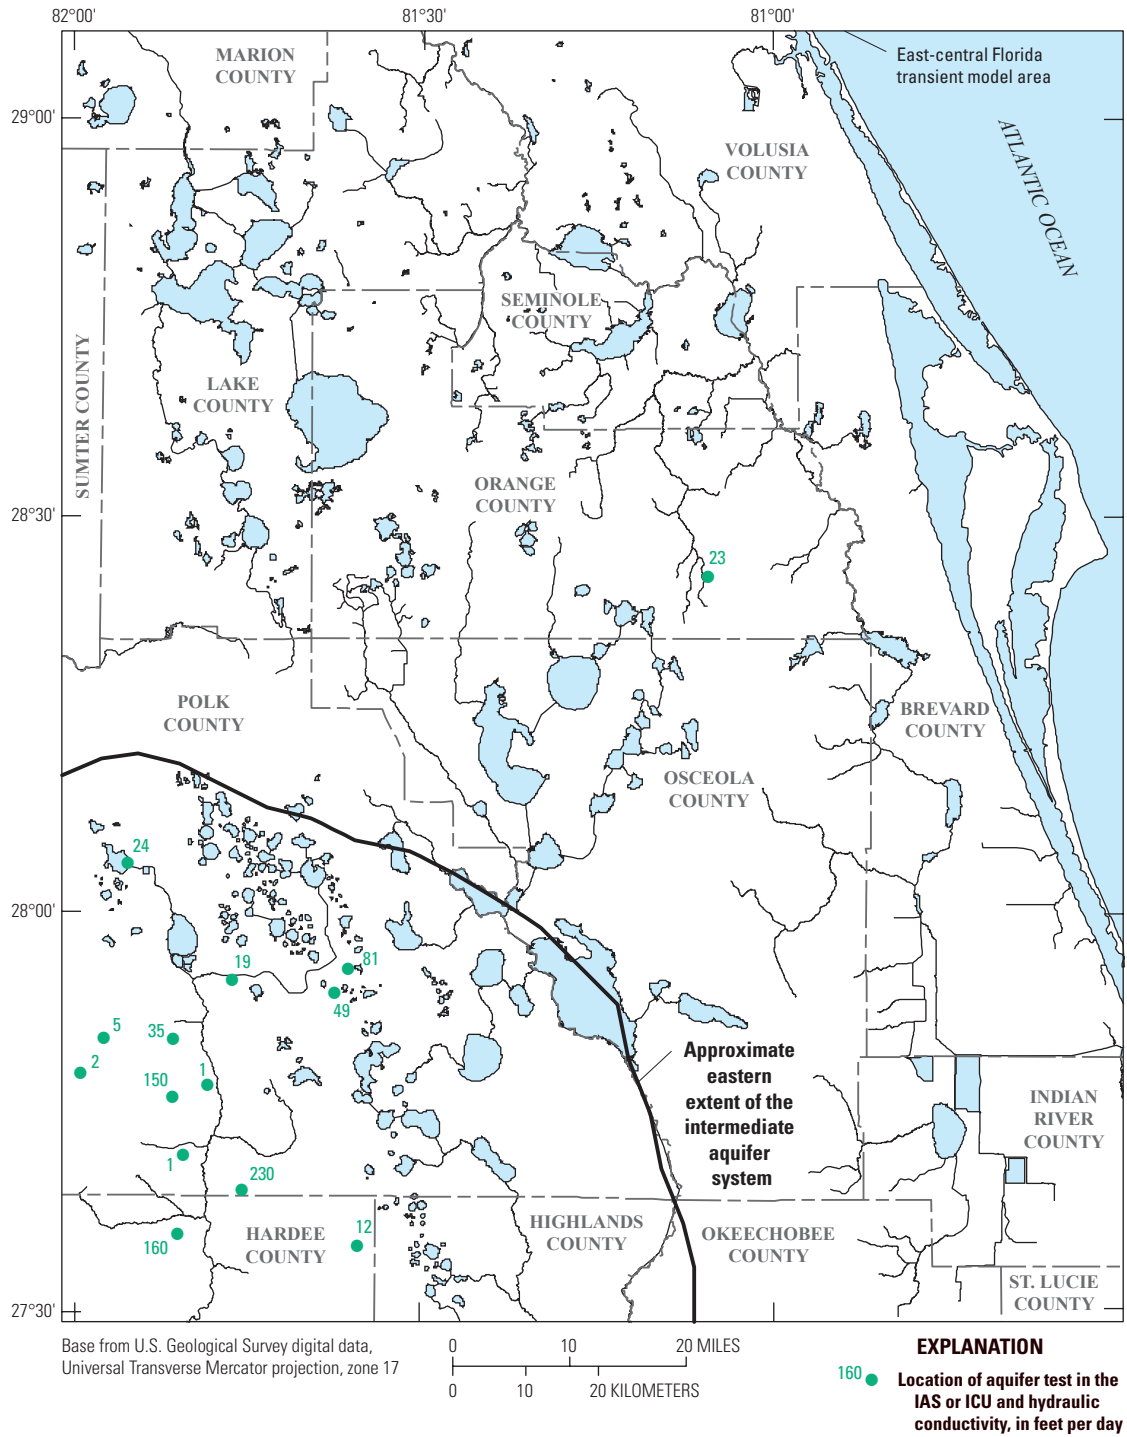 82°00'
81°30'
81°00'
MARION
COUNTY
East-central Florida
transient model area
29°00'
ATLANTIC OCEAN
VOLUSIA
COUNTY
SEMINOLE
COUNTY
SUMTER COUNTY
LAKE
COUNTY
ORANGE
COUNTY
28°30'
23
POLK
COUNTY
BREVARD
COUNTY
OSCEOLA
COUNTY
24
28°00'
19
81
49
5
35
2
150
1
Approximate
eastern
extent of the
intermediate
aquifer
system
INDIAN
RIVER
COUNTY
1
230
160
HARDEE
COUNTY
12
HIGHLANDS
COUNTY
OKEECHOBEE
COUNTY
ST. LUCIE
COUNTY
27°30'
Base from U.S. Geological Survey digital data,
Universal Transverse Mercator projection, zone 17
0 10 20 MILES
0 10 20 KILOMETERS
EXPLANATION
160 Location of aquifer test in the
IAS or ICU and hydraulic
conductivity, in feet per day